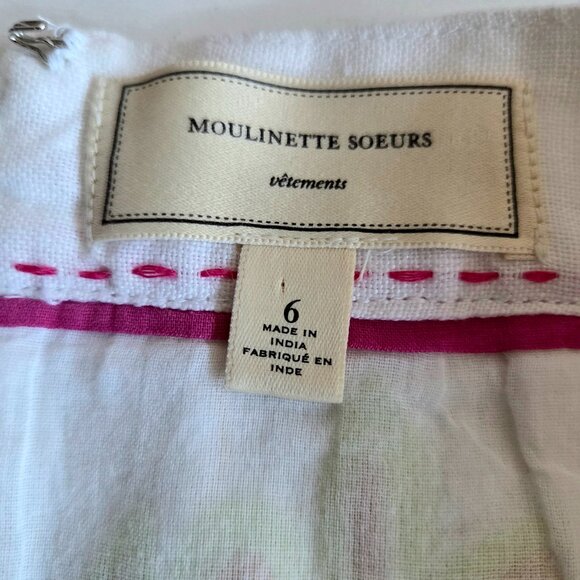 MOULINETTE SOEURS
vêtements
6
MADE IN
INDIA
FABRIQUÉ EN
INDE